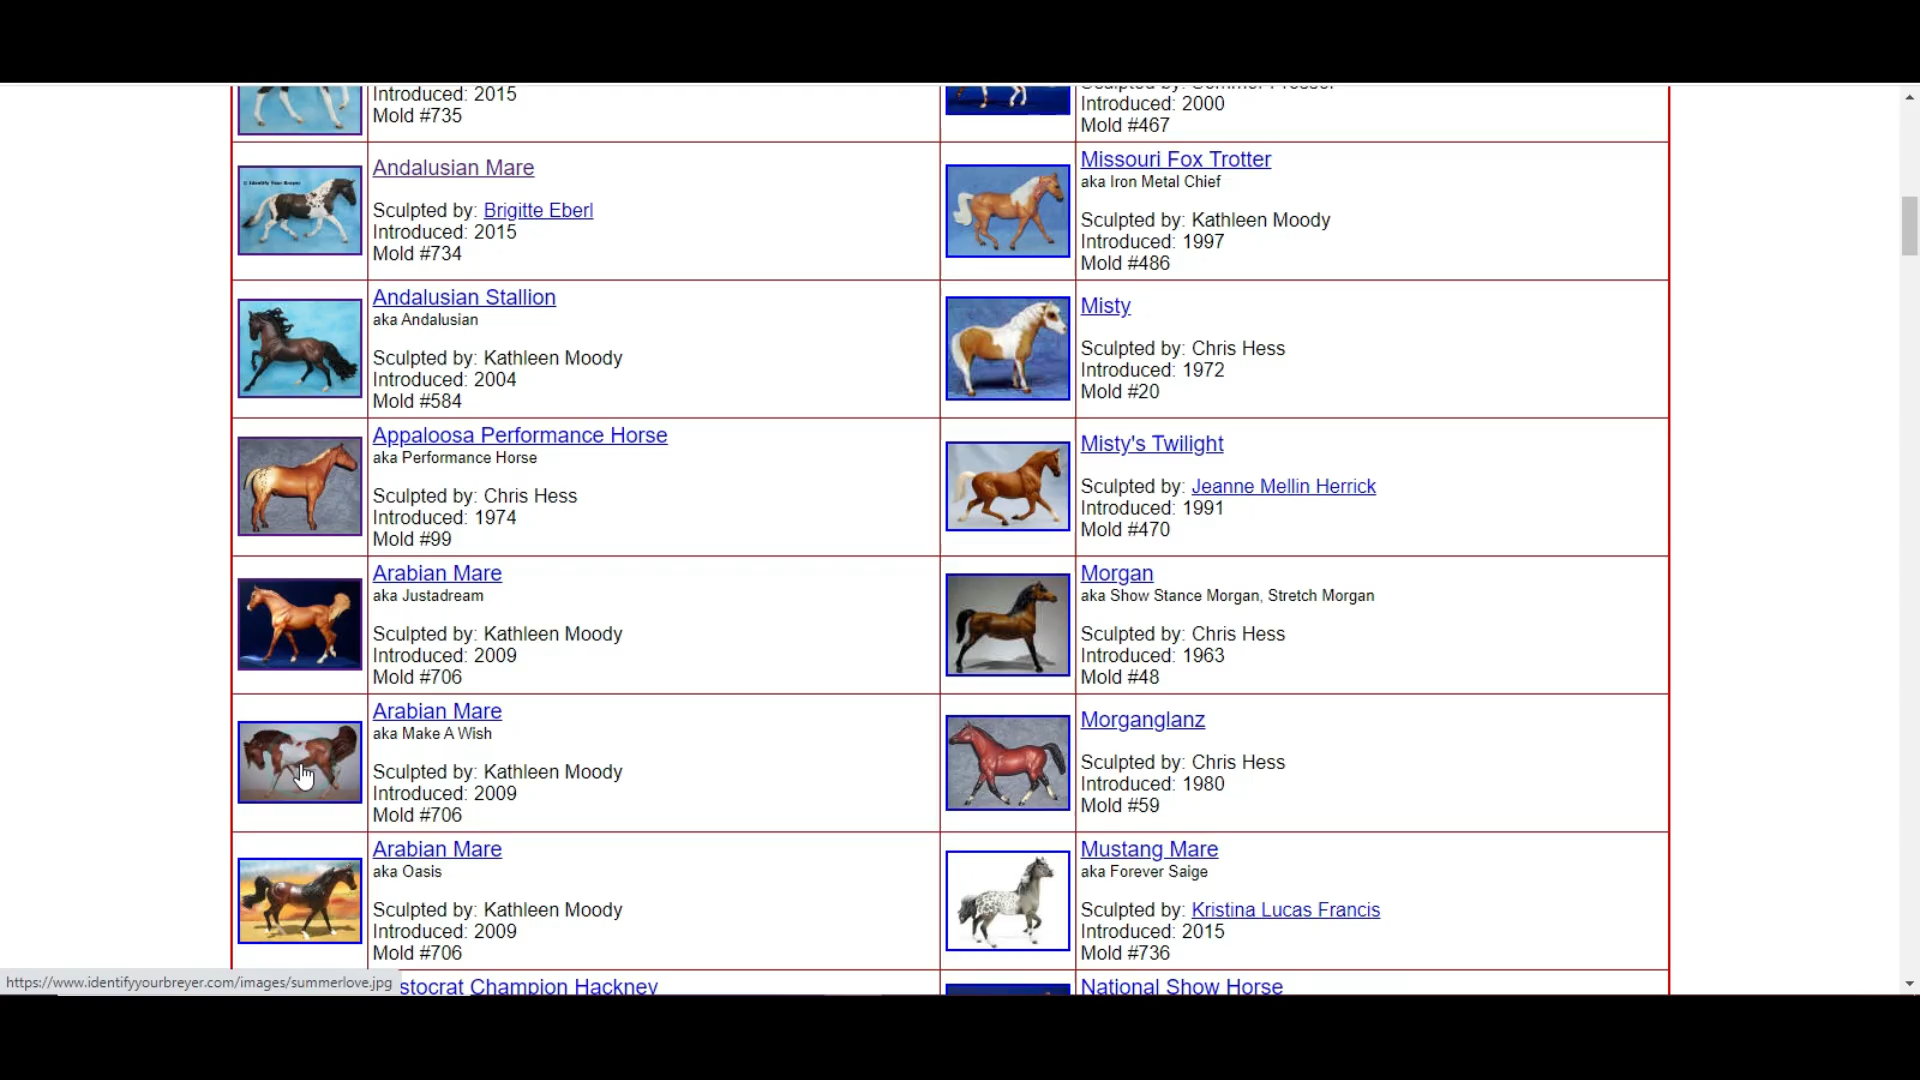 Introduced: 2015
Mold #735
Introduced: 2000
Mold #467
© Identify Your Breyer
Andalusian Mare
Sculpted by: Brigitte Eberl
Introduced: 2015
Mold #734
Missouri Fox Trotter
aka Iron Metal Chief
Sculpted by: Kathleen Moody
Introduced: 1997
Mold #486
Andalusian Stallion
aka Andalusian
Sculpted by: Kathleen Moody
Introduced: 2004
Mold #584
Misty
Sculpted by: Chris Hess
Introduced: 1972
Mold #20
Appaloosa Performance Horse
aka Performance Horse
Sculpted by: Chris Hess
Introduced: 1974
Mold #99
Misty's Twilight
Sculpted by: Jeanne Mellin Herrick
Introduced: 1991
Mold #470
Arabian Mare
aka Justadream
Sculpted by: Kathleen Moody
Introduced: 2009
Mold #706
Morgan
aka Show Stance Morgan, Stretch Morgan
Sculpted by: Chris Hess
Introduced: 1963
Mold #48
Arabian Mare
aka Make A Wish
Sculpted by: Kathleen Moody
Introduced: 2009
Mold #706
Morganglanz
Sculpted by: Chris Hess
Introduced: 1980
Mold #59
Arabian Mare
aka Oasis
Sculpted by: Kathleen Moody
Introduced: 2009
Mold #706
Mustang Mare
aka Forever Saige
Sculpted by: Kristina Lucas Francis
Introduced: 2015
Mold #736
stocrat Champion Hackney
National Show Horse
https://www.identifyyourbreyer.com/images/summerlove.jpg